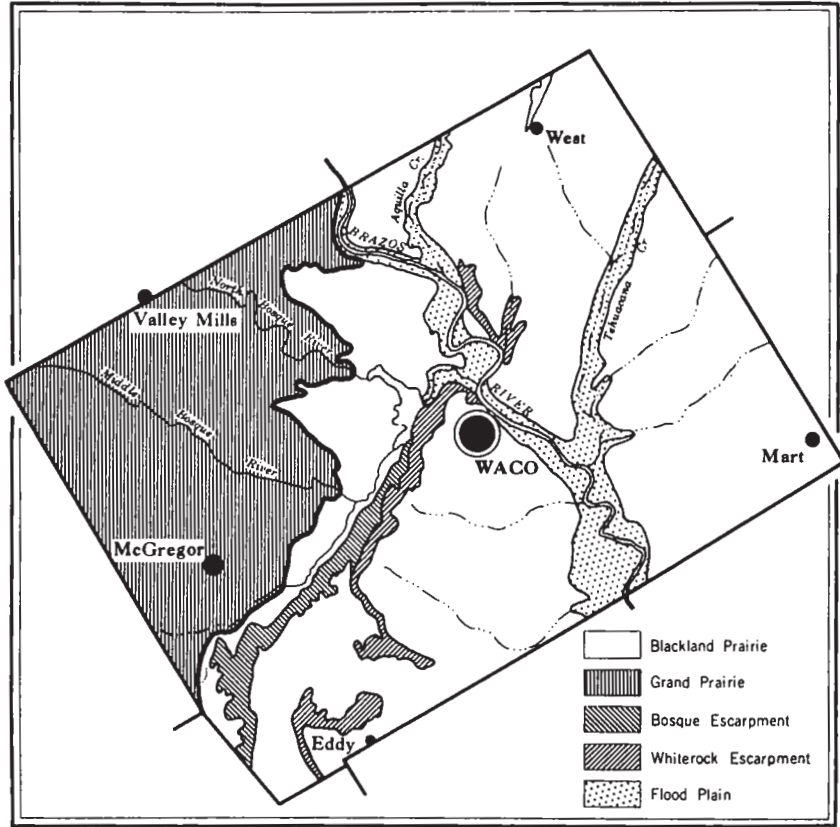 West
Aquilla Cr.
BRAZOS
Tehuacana Cr.
North Bosque River
Valley Mills
Middle Bosque River
RIVER
WACO
Mart
McGregor
Eddy
Blackland Prairie
Grand Prairie
Bosque Escarpment
Whiterock Escarpment
Flood Plain